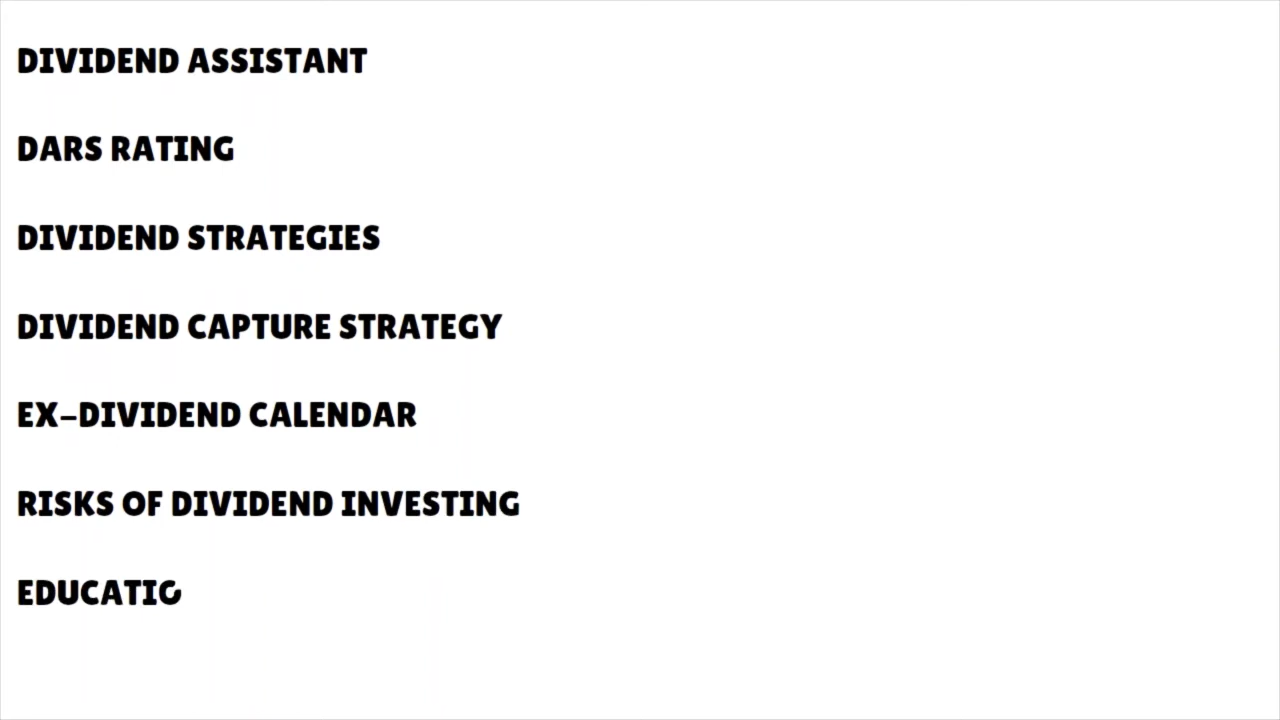 DIVIDEND ASSISTANT
DARS RATING
DIVIDEND STRATEGIES
DIVIDEND CAPTURE STRATEGY
EX-DIVIDEND CALENDAR
RISKS OF DIVIDEND INVESTING